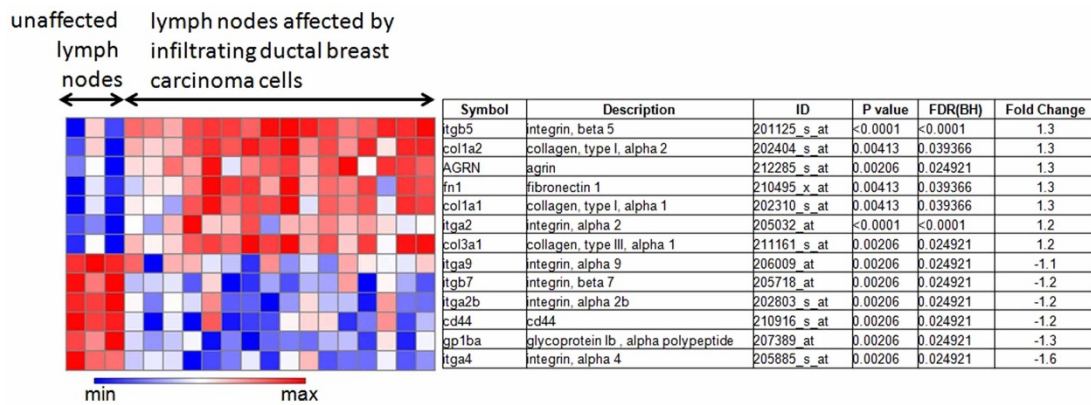 unaffected
lymph
nodes
lymph nodes affected by
infiltrating ductal breast
carcinoma cells
Symbol Description ID P value FDR(BH) Fold Change
itgb5 integrin, beta 5 201125_s_at <0.0001 <0.0001 1.3
col1a2 collagen, type I, alpha 2 202404_s_at 0.00413 0.039366 1.3
AGRN agrin 212285_s_at 0.00206 0.024921 1.3
fn1 fibronectin 1 210495_x_at 0.00413 0.039366 1.3
col1a1 collagen, type I, alpha 1 202310_s_at 0.00413 0.039366 1.3
itga2 integrin, alpha 2 205032_at <0.0001 <0.0001 1.2
col3a1 collagen, type III, alpha 1 211161_s_at 0.00206 0.024921 1.2
itga9 integrin, alpha 9 206009_at 0.00206 0.024921 -1.1
itgb7 integrin, beta 7 205718_at 0.00206 0.024921 -1.2
itga2b integrin, alpha 2b 202803_s_at 0.00206 0.024921 -1.2
cd44 cd44 210916_s_at 0.00206 0.024921 -1.2
gp1ba glycoprotein Ib , alpha polypeptide 207389_at 0.00206 0.024921 -1.3
itga4 integrin, alpha 4 205885_s_at 0.00206 0.024921 -1.6
min max